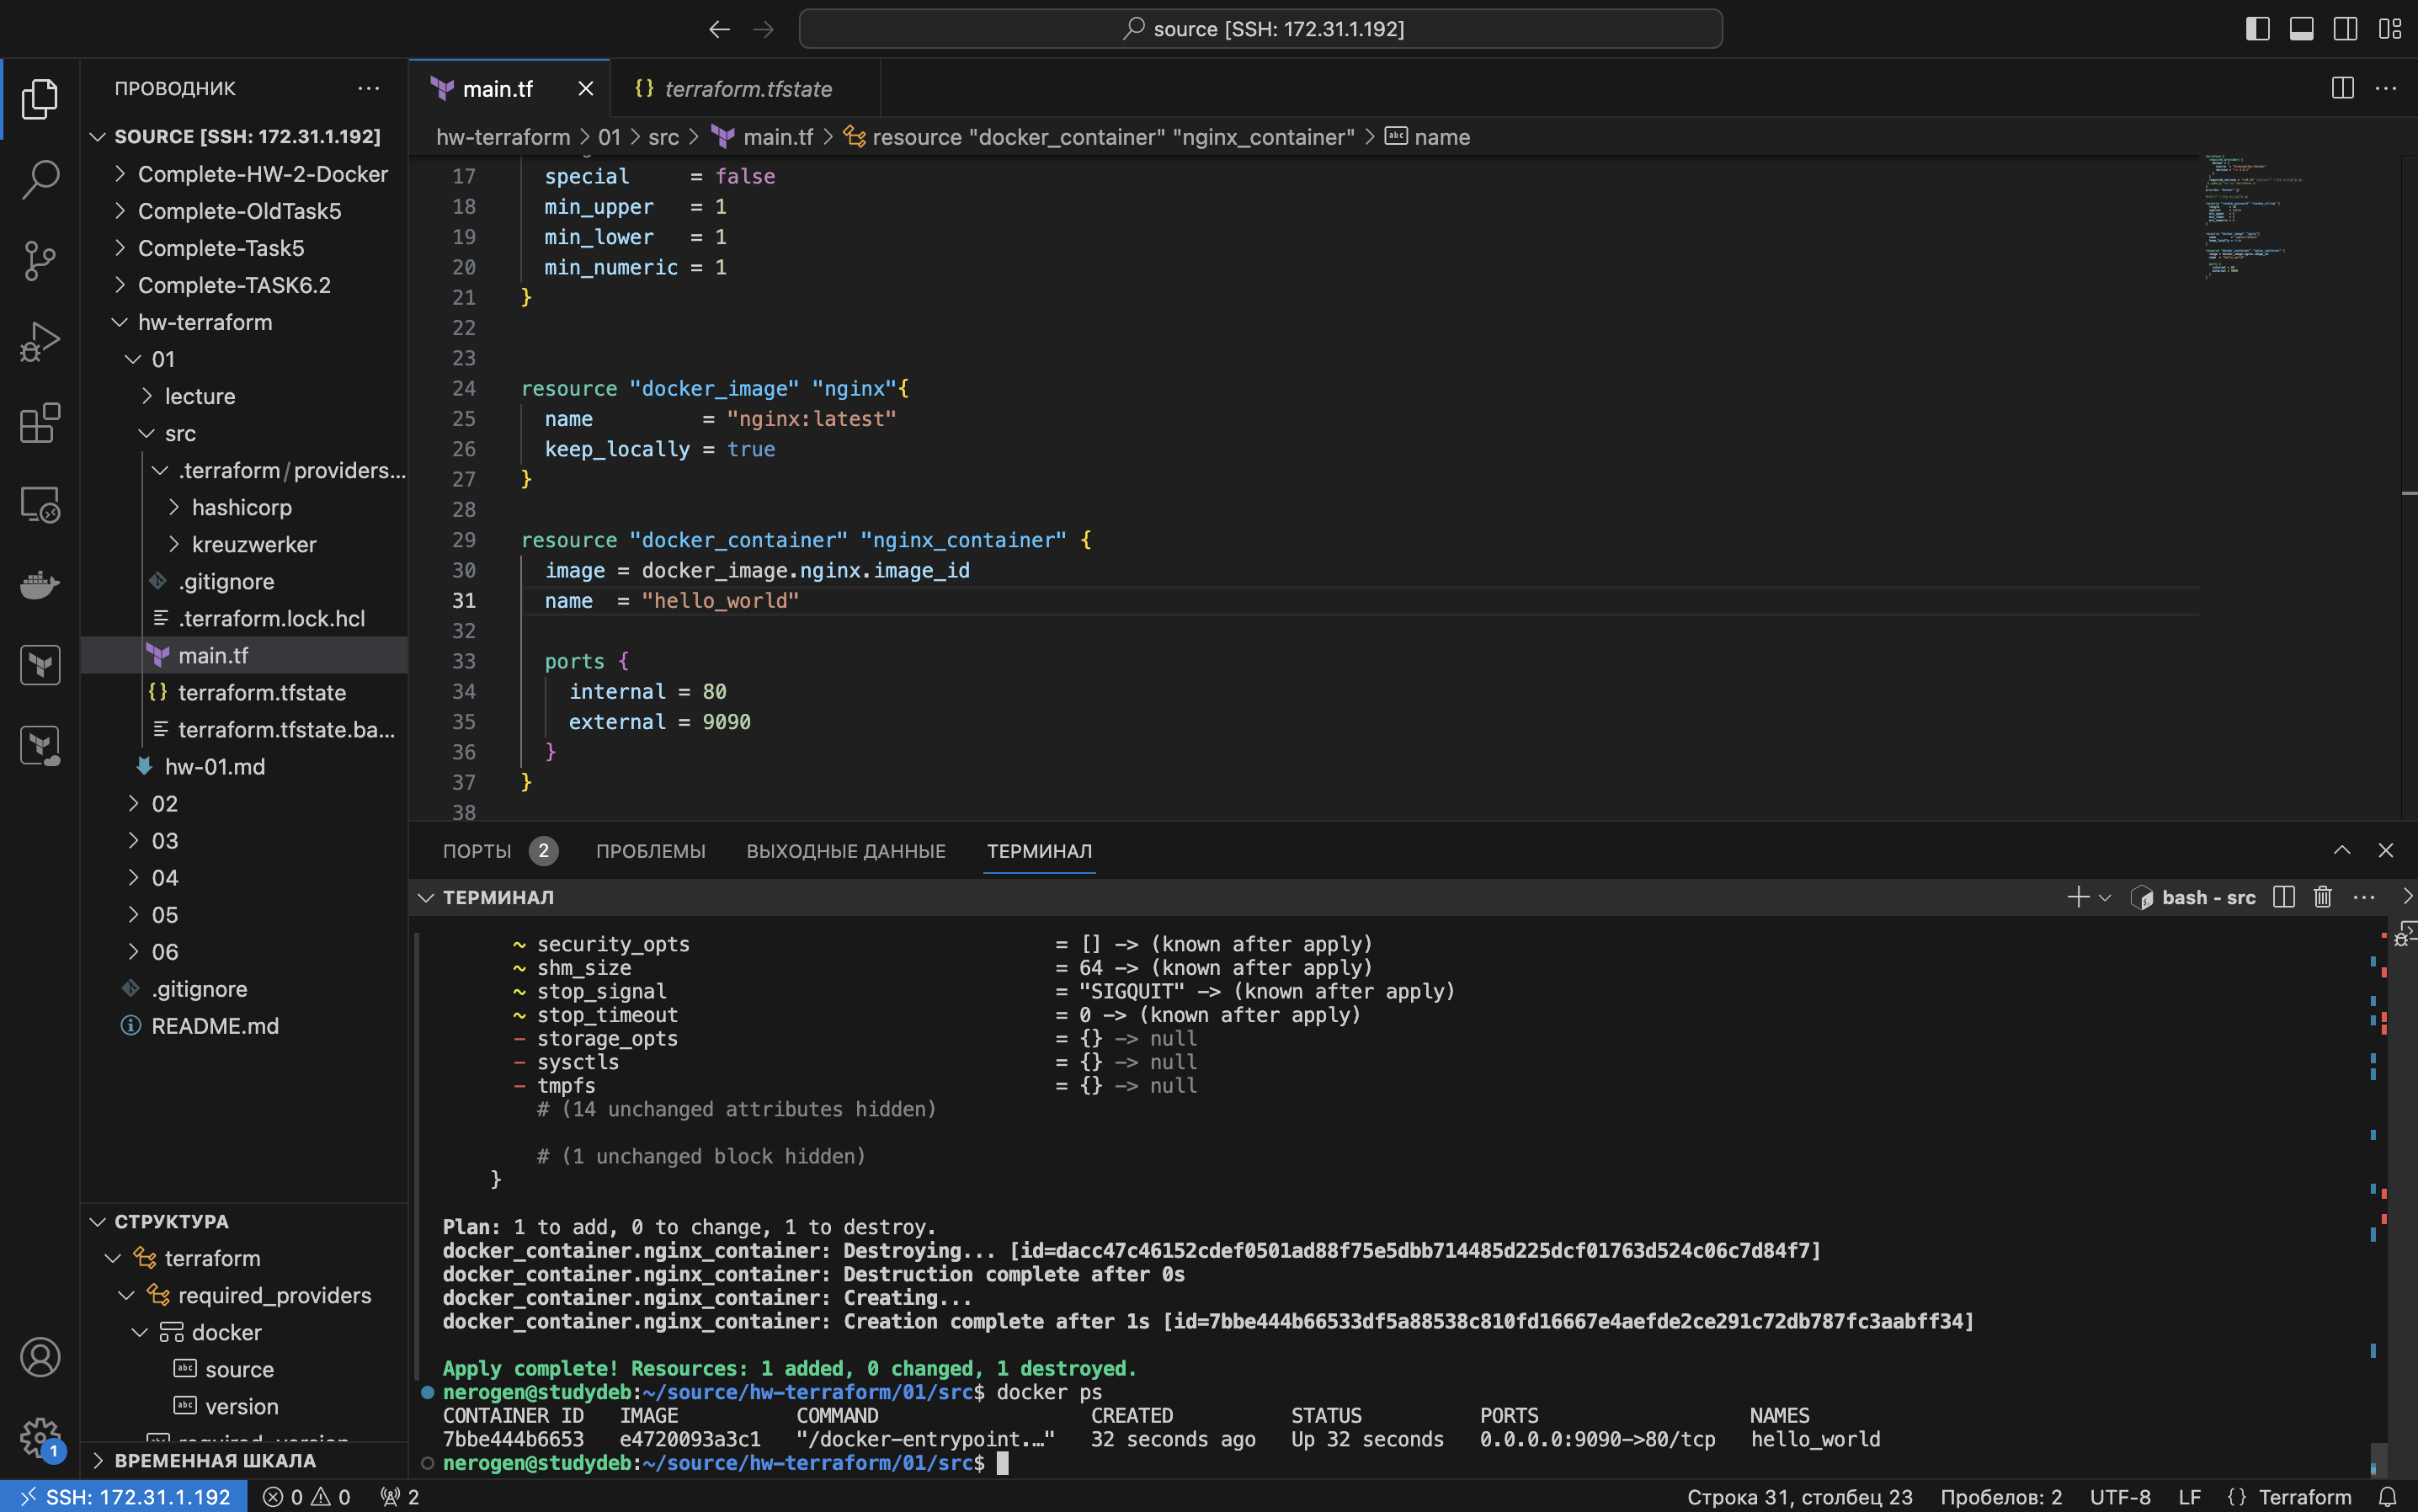 source [SSH: 172.31.1.192]
ПРОВОДНИК
SOURCE [SSH: 172.31.1.192]
Complete-HW-2-Docker
Complete-OldTask5
Complete-Task5
Complete-TASK6.2
hw-terraform
01
lecture
src
.terraform/providers...
hashicorp
kreuzwerker
.gitignore
.terraform.lock.hcl
main.tf
terraform.tfstate
terraform.tfstate.ba...
hw-01.md
02
03
04
05
06
.gitignore
README.md
СТРУКТУРА
terraform
required_providers
docker
source
version
ВРЕМЕННАЯ ШКАЛА
main.tf
{} terraform.tfstate
hw-terraform > 01 > src > main.tf > resource "docker_container" "nginx_container" > name
17 special = false
18 min_upper = 1
19 min_lower = 1
20 min_numeric = 1
21 }
22
23
24 resource "docker_image" "nginx"{
25 name = "nginx:latest"
26 keep_locally = true
27 }
28
29 resource "docker_container" "nginx_container" {
30 image = docker_image.nginx.image_id
31 name = "hello_world"
32
33 ports {
34 internal = 80
35 external = 9090
36 }
37 }
38
ПОРТЫ 2 ПРОБЛЕМЫ ВЫХОДНЫЕ ДАННЫЕ ТЕРМИНАЛ
ТЕРМИНАЛ
bash - src
~ security_opts = [] -> (known after apply)
~ shm_size = 64 -> (known after apply)
~ stop_signal = "SIGQUIT" -> (known after apply)
~ stop_timeout = 0 -> (known after apply)
- storage_opts = {} -> null
- sysctls = {} -> null
- tmpfs = {} -> null
# (14 unchanged attributes hidden)
# (1 unchanged block hidden)
}
Plan: 1 to add, 0 to change, 1 to destroy.
docker_container.nginx_container: Destroying... [id=dacc47c46152cdef0501ad88f75e5dbb714485d225dcf01763d524c06c7d84f7]
docker_container.nginx_container: Destruction complete after 0s
docker_container.nginx_container: Creating...
docker_container.nginx_container: Creation complete after 1s [id=7bbe444b66533df5a88538c810fd16667e4aefde2ce291c72db787fc3aabff34]
Apply complete! Resources: 1 added, 0 changed, 1 destroyed.
nerogen@studydeb:~/source/hw-terraform/01/src$ docker ps
CONTAINER ID IMAGE COMMAND CREATED STATUS PORTS NAMES
7bbe444b6653 e4720093a3c1 "/docker-entrypoint.…" 32 seconds ago Up 32 seconds 0.0.0.0:9090->80/tcp hello_world
nerogen@studydeb:~/source/hw-terraform/01/src$
1
SSH: 172.31.1.192 0 0 2 Строка 31, столбец 23 Пробелов: 2 UTF-8 LF {} Terraform